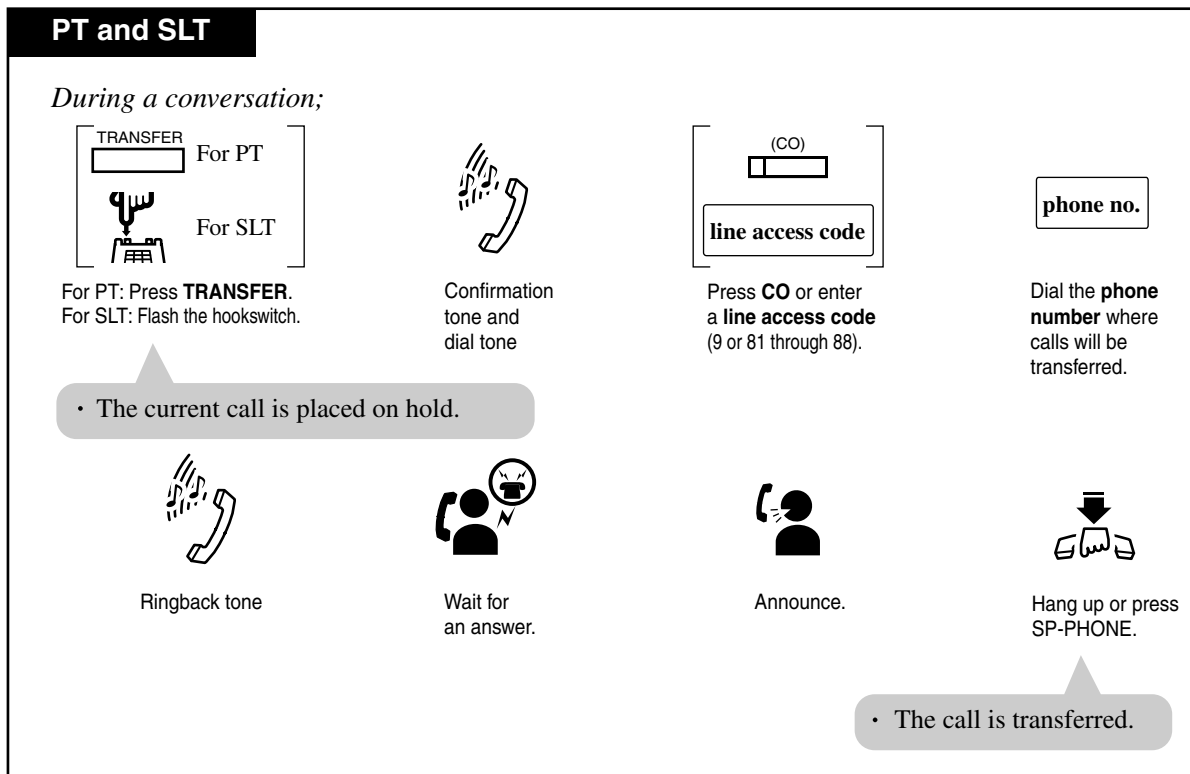 PT and SLT
During a conversation;
TRANSFER
For PT
For SLT
For PT: Press TRANSFER.
For SLT: Flash the hookswitch.
Confirmation
tone and
dial tone
(CO)
line access code
Press CO or enter
a line access code
(9 or 81 through 88).
phone no.
Dial the phone
number where
calls will be
transferred.
· The current call is placed on hold.
Ringback tone
Wait for
an answer.
Announce.
Hang up or press
SP-PHONE.
· The call is transferred.